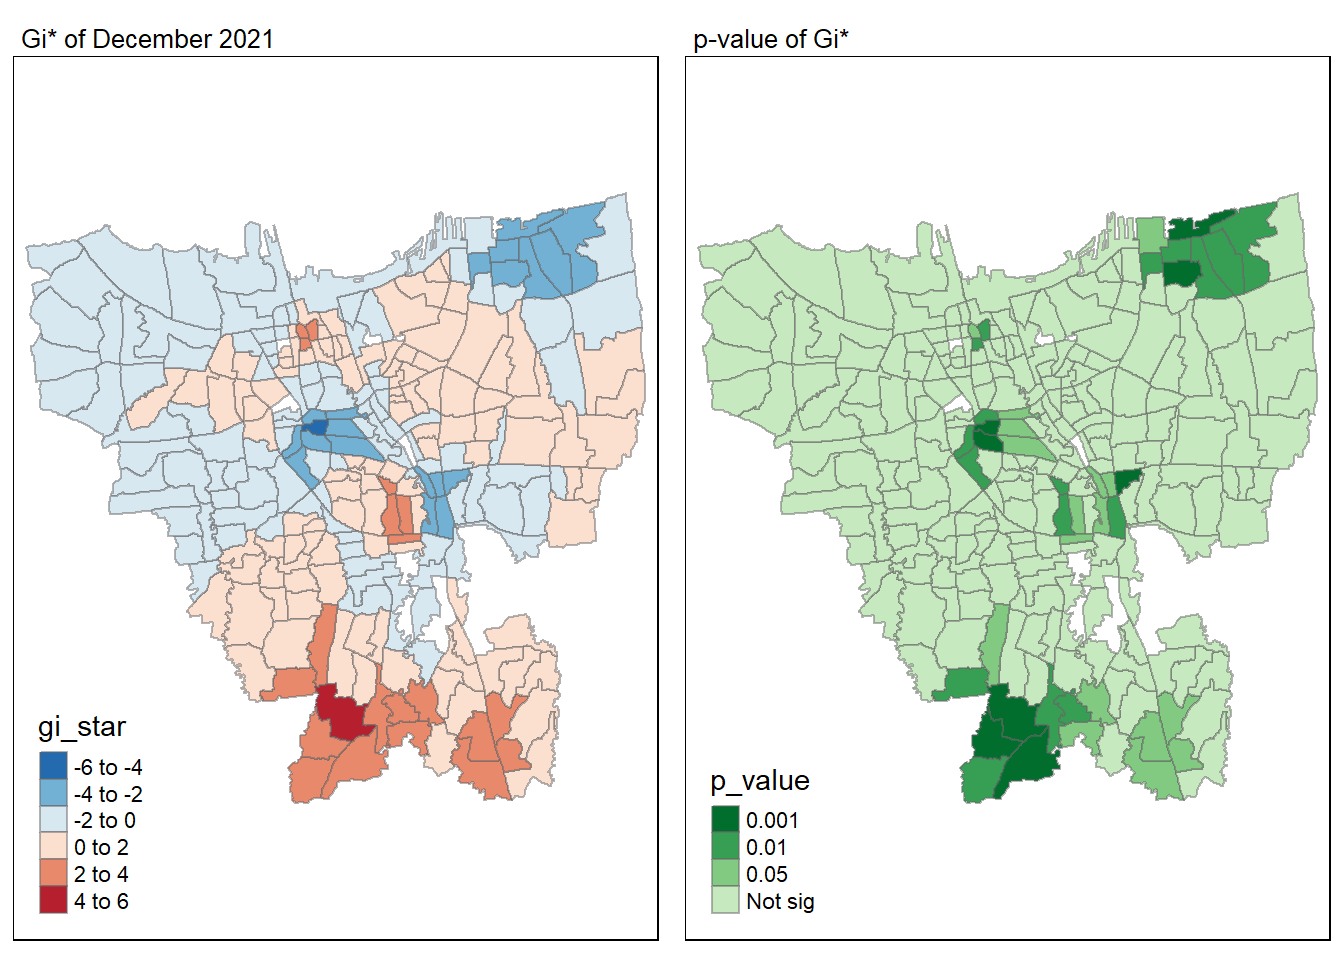 Gi* of December 2021
p-value of Gi*
gi_star
-6 to -4
-4 to -2
-2 to 0
0 to 2
2 to 4
4 to 6
p_value
0.001
0.01
0.05
Not sig